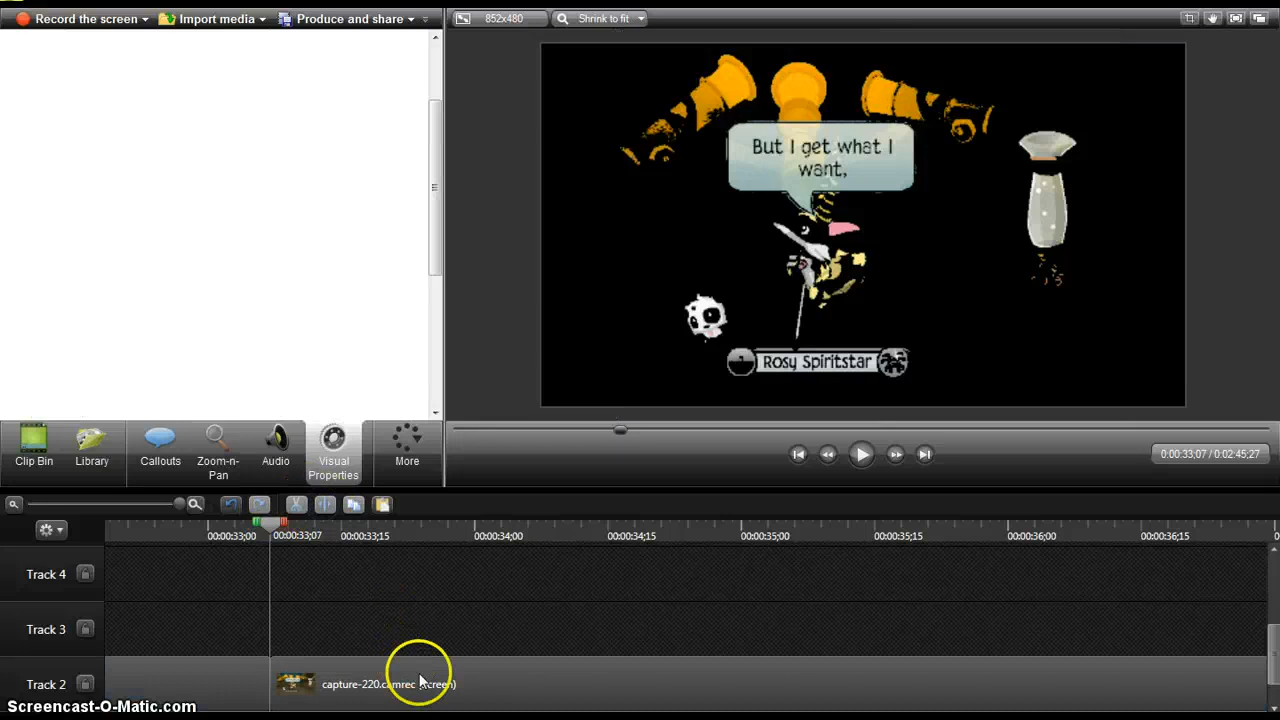 Record the screen
Import media
Produce and share
852x480
Shrink to fit
But I get what I
want,
Rosy Spiritstar
Clip Bin
Library
Callouts
Zoom-n-
Pan
Audio
Visual
Properties
More
0:00:33;07 / 0:02:45;27
00:00:33;00
00:00:33;07
00:00:33;15
00:00:34;00
00:00:34;15
00:00:35;00
00:00:35;15
00:00:36;00
00:00:36;15
Track 4
Track 3
Track 2
capture-220.camrec (screen)
Screencast-O-Matic.com